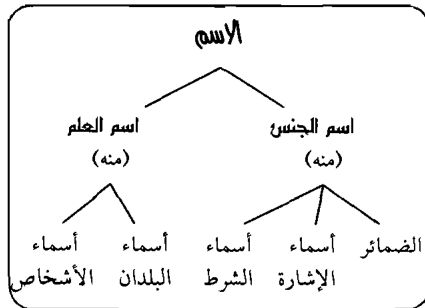 الاسم
اسم الجنس اسم العلم
(منه) (منه)
الضمائر أسماء أسماء أسماء أسماء
الإشارة الشرط البلدان الأشخاص